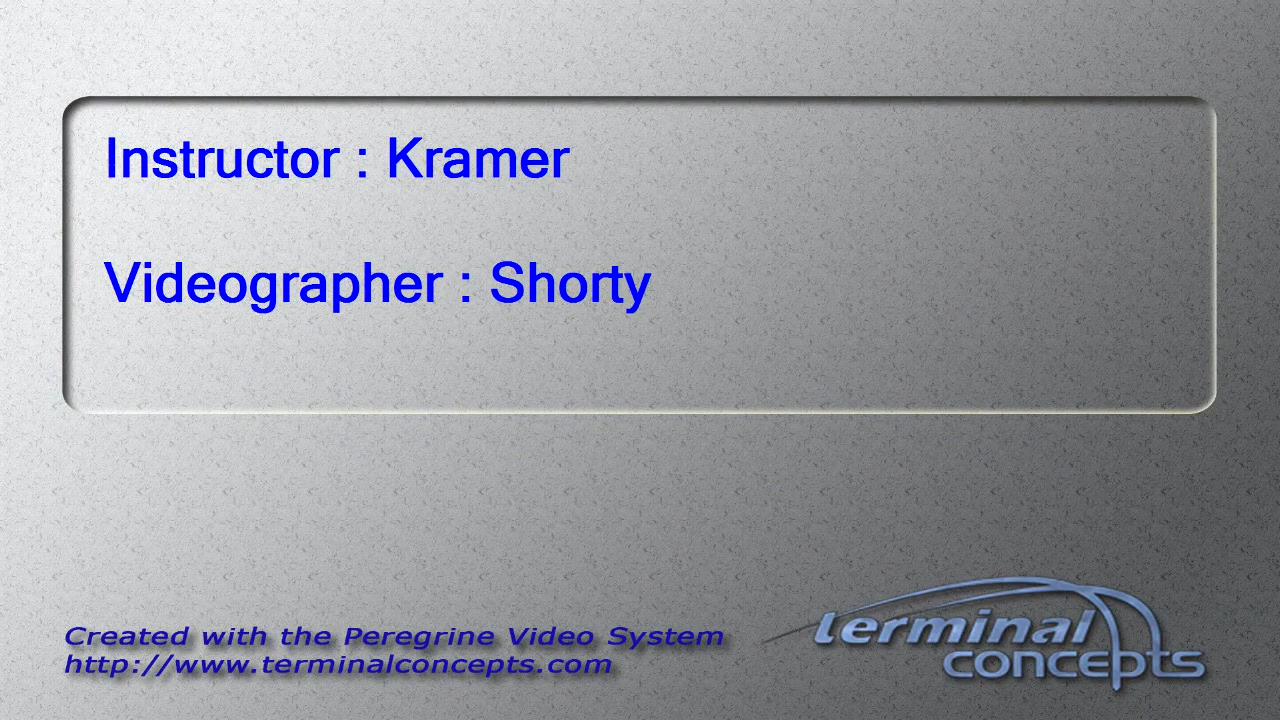 Instructor : Kramer
Videographer : Shorty
Created with the Peregrine Video System
http://www.terminalconcepts.com
terminal
concepts